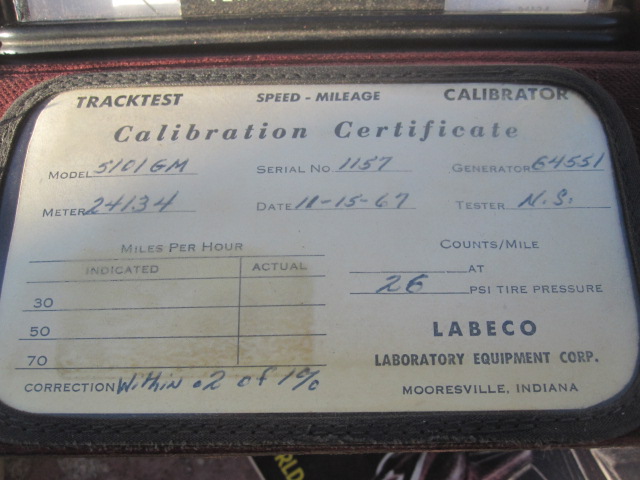 TRACKTEST SPEED - MILEAGE CALIBRATOR
Calibration Certificate
MODEL 5101GM SERIAL NO. 1157 GENERATOR 64551
METER 24134 DATE 11-15-67 TESTER N.S.
MILES PER HOUR COUNTS/MILE
INDICATED ACTUAL AT
26 PSI TIRE PRESSURE
30
50
70
LABECO
LABORATORY EQUIPMENT CORP.
CORRECTION Within .2 of 1%
MOORESVILLE, INDIANA